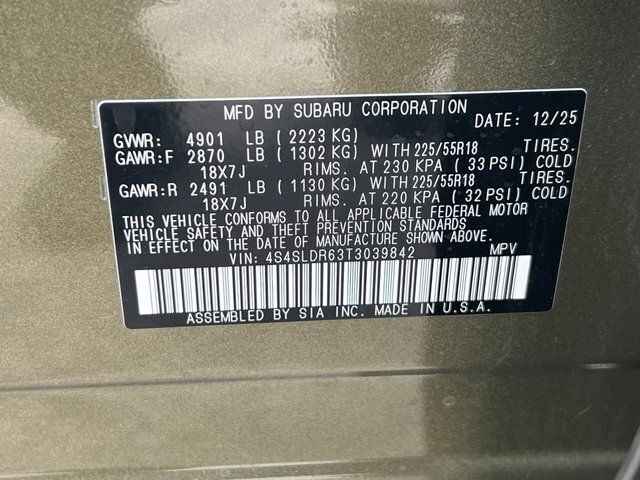 MFD BY SUBARU CORPORATION DATE: 12/25
GVWR: 4901 LB ( 2223 KG)
GAWR:F 2870 LB ( 1302 KG) WITH 225/55R18 TIRES.
18X7J RIMS. AT 230 KPA ( 33 PSI) COLD
GAWR:R 2491 LB ( 1130 KG) WITH 225/55R18 TIRES.
18X7J RIMS. AT 220 KPA ( 32 PSI) COLD
THIS VEHICLE CONFORMS TO ALL APPLICABLE FEDERAL MOTOR
VEHICLE SAFETY AND THEFT PREVENTION STANDARDS
IN EFFECT ON THE DATE OF MANUFACTURE SHOWN ABOVE.
VIN: 4S4SLDR63T3039842 MPV
ASSEMBLED BY SIA INC. MADE IN U.S.A.